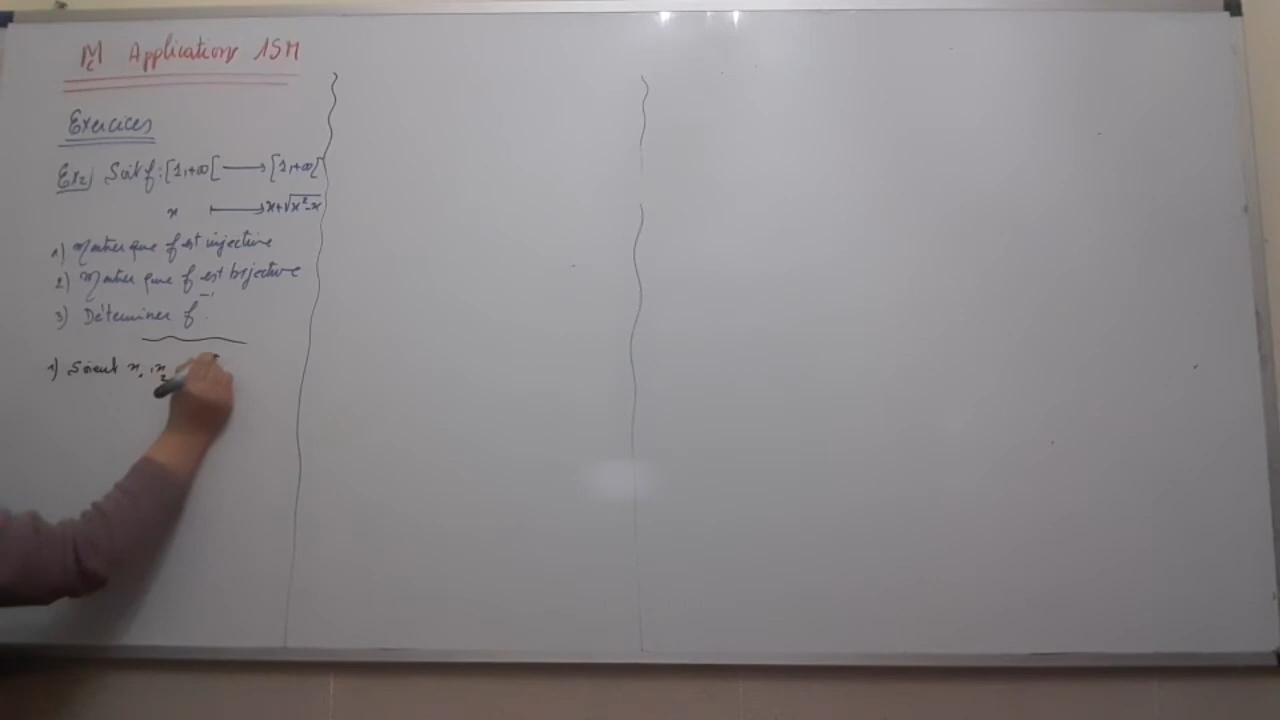 Applications 1SM
Exercices
Ex2) Soit f : [1,+∞[ ⟶ [1,+∞[
x ⟼ x+√x²-x
1) Montrer que f est injective
2) Montrer que f est bijective
3) Déterminer f⁻¹.
1) Soient x₁, x₂